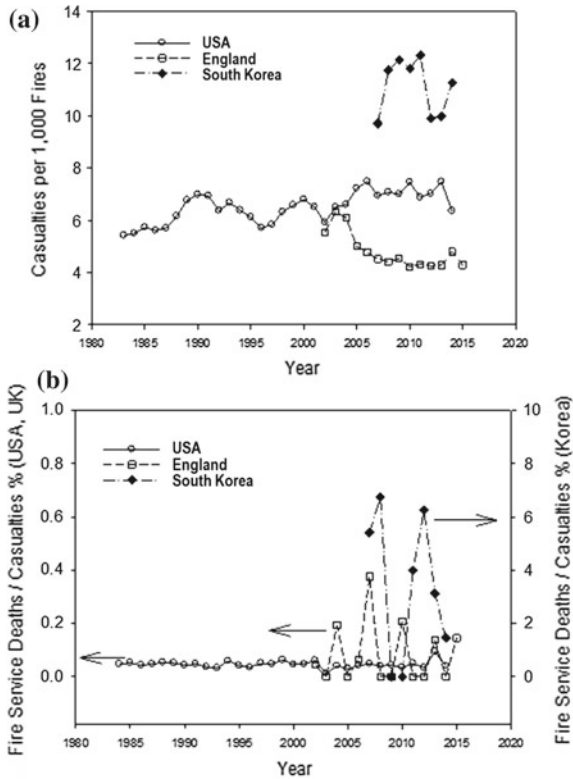 (a)
14
12
10
8
6
4
2
Casualties per 1,000 Fires
USA
England
South Korea
1980 1985 1990 1995 2000 2005 2010 2015 2020
Year
(b)
Fire Service Deaths / Casualties % (USA, UK)
1.0
0.8
0.6
0.4
0.2
0.0
USA
England
South Korea
10
8
6
4
2
0
Fire Service Deaths / Casualties % (Korea)
1980 1985 1990 1995 2000 2005 2010 2015 2020
Year